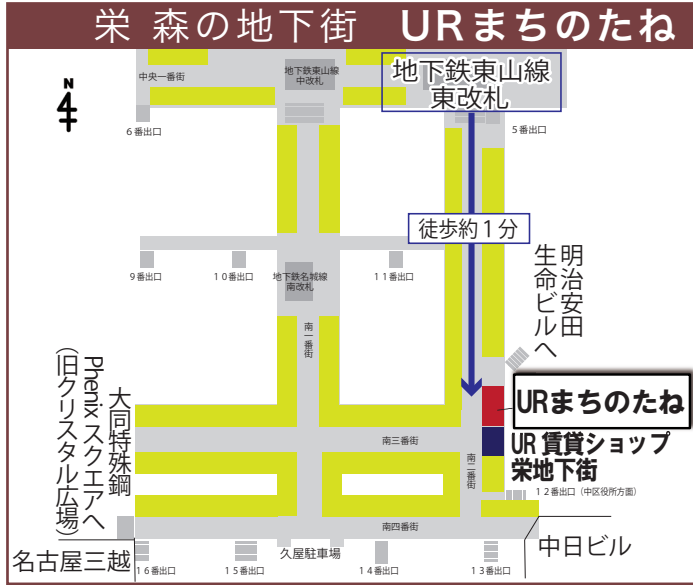 栄 森の地下街 URまちのたね
中央一番街
地下鉄東山線
中改札
地下鉄東山線
東改札
N
6番出口
5番出口
徒歩約1分
9番出口
10番出口
地下鉄名城線
南改札
11番出口
明治安田
生命ビルへ
南一番街
URまちのたね
UR賃貸ショップ
栄地下街
大同特殊鋼
Phenixスクエアへ
(旧クリスタル広場)
南三番街
南二番街
12番出口(中区役所方面)
南四番街
名古屋三越
久屋駐車場
中日ビル
16番出口
15番出口
14番出口
13番出口